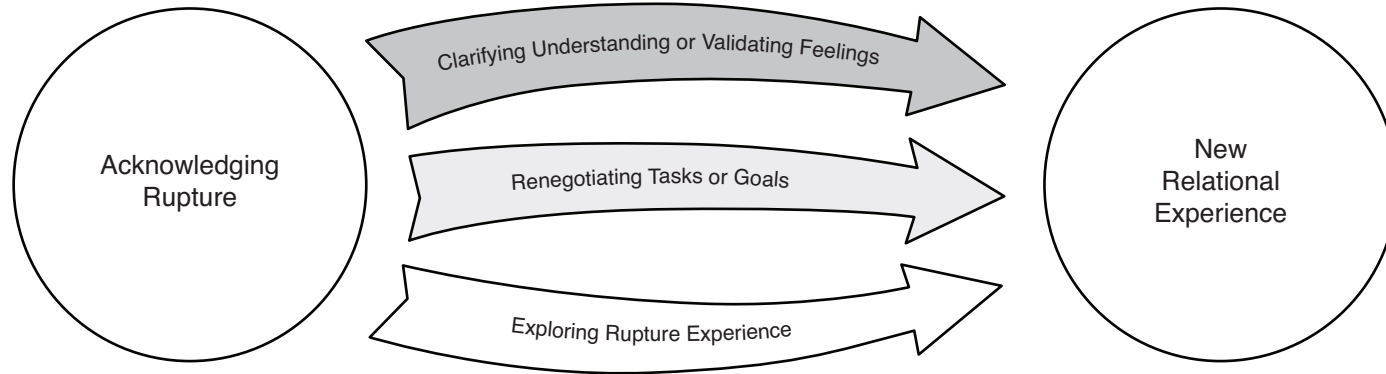 Acknowledging
Rupture
Clarifying Understanding or Validating Feelings
Renegotiating Tasks or Goals
Exploring Rupture Experience
New
Relational
Experience